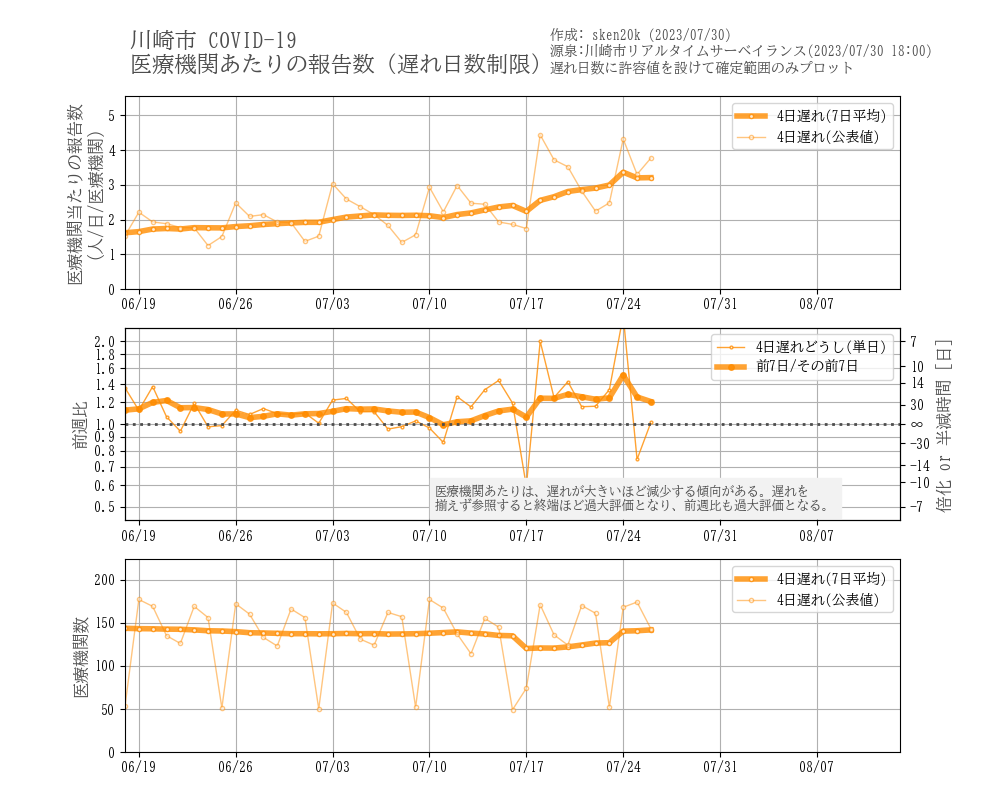 川崎市 COVID-19
医療機関あたりの報告数 (遅れ日数制限)
作成: sken20k (2023/07/30)
源泉:川崎市リアルタイムサーベイランス(2023/07/30 18:00)
遅れ日数に許容値を設けて確定範囲のみプロット
医療機関当たりの報告数
(人/日/医療機関)
5
4
3
2
1
0
4日遅れ(7日平均)
4日遅れ(公表値)
06/19 06/26 07/03 07/10 07/17 07/24 07/31 08/07
前週比
2.0
1.8
1.6
1.4
1.2
1.0
0.9
0.8
0.7
0.6
0.5
4日遅れどうし(単日)
前7日/その前7日
7
10
14
30
∞
-30
-14
-10
-7
倍化 or 半減時間 [日]
医療機関あたりは、遅れが大きいほど減少する傾向がある。遅れを
揃えず参照すると終端ほど過大評価となり、前週比も過大評価となる。
06/19 06/26 07/03 07/10 07/17 07/24 07/31 08/07
医療機関数
200
150
100
50
0
4日遅れ(7日平均)
4日遅れ(公表値)
06/19 06/26 07/03 07/10 07/17 07/24 07/31 08/07